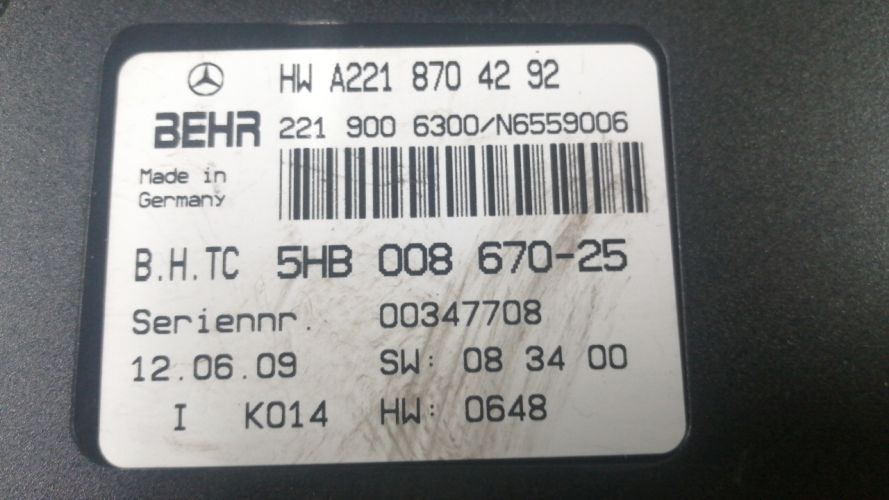 HW A221 870 42 92
BEHR 221 900 6300/N6559006
Made in
Germany
B.H.TC 5HB 008 670-25
Seriennr. 00347708
12.06.09 SW: 08 34 00
I K014 HW: 0648